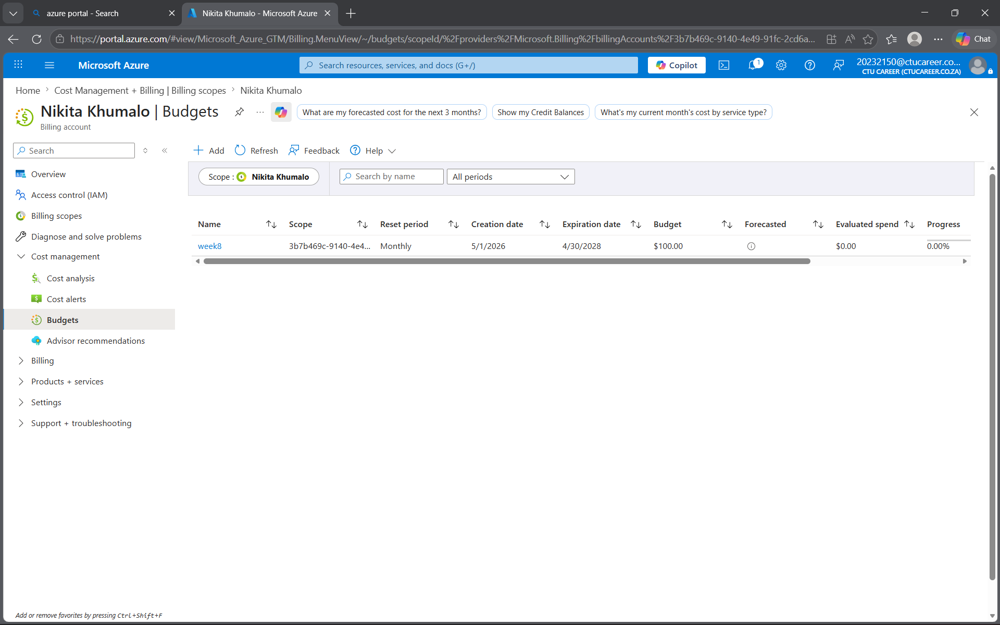 azure portal - Search
Nikita Khumalo - Microsoft Azure
https://portal.azure.com/#view/Microsoft_Azure_GTM/Billing.MenuView/~/budgets/scopeId/%2Fproviders%2FMicrosoft.Billing%2FbillingAccounts%2F3b7b469c-9140-4e49-91fc-2cd6a...
Chat
Microsoft Azure
Search resources, services, and docs (G+/)
Copilot
1
20232150@ctucareer.co...
CTU CAREER (CTUCAREER.CO.ZA)
Home > Cost Management + Billing | Billing scopes > Nikita Khumalo
Nikita Khumalo | Budgets
Billing account
What are my forecasted cost for the next 3 months?
Show my Credit Balances
What's my current month's cost by service type?
Search
Overview
Access control (IAM)
Billing scopes
Diagnose and solve problems
Cost management
Cost analysis
Cost alerts
Budgets
Advisor recommendations
Billing
Products + services
Settings
Support + troubleshooting
Add or remove favorites by pressing Ctrl+Shift+F
Add Refresh Feedback Help
Scope : Nikita Khumalo
Search by name
All periods
Name Scope Reset period Creation date Expiration date Budget Forecasted Evaluated spend Progress
week8 3b7b469c-9140-4e4... Monthly 5/1/2026 4/30/2028 $100.00 $0.00 0.00%